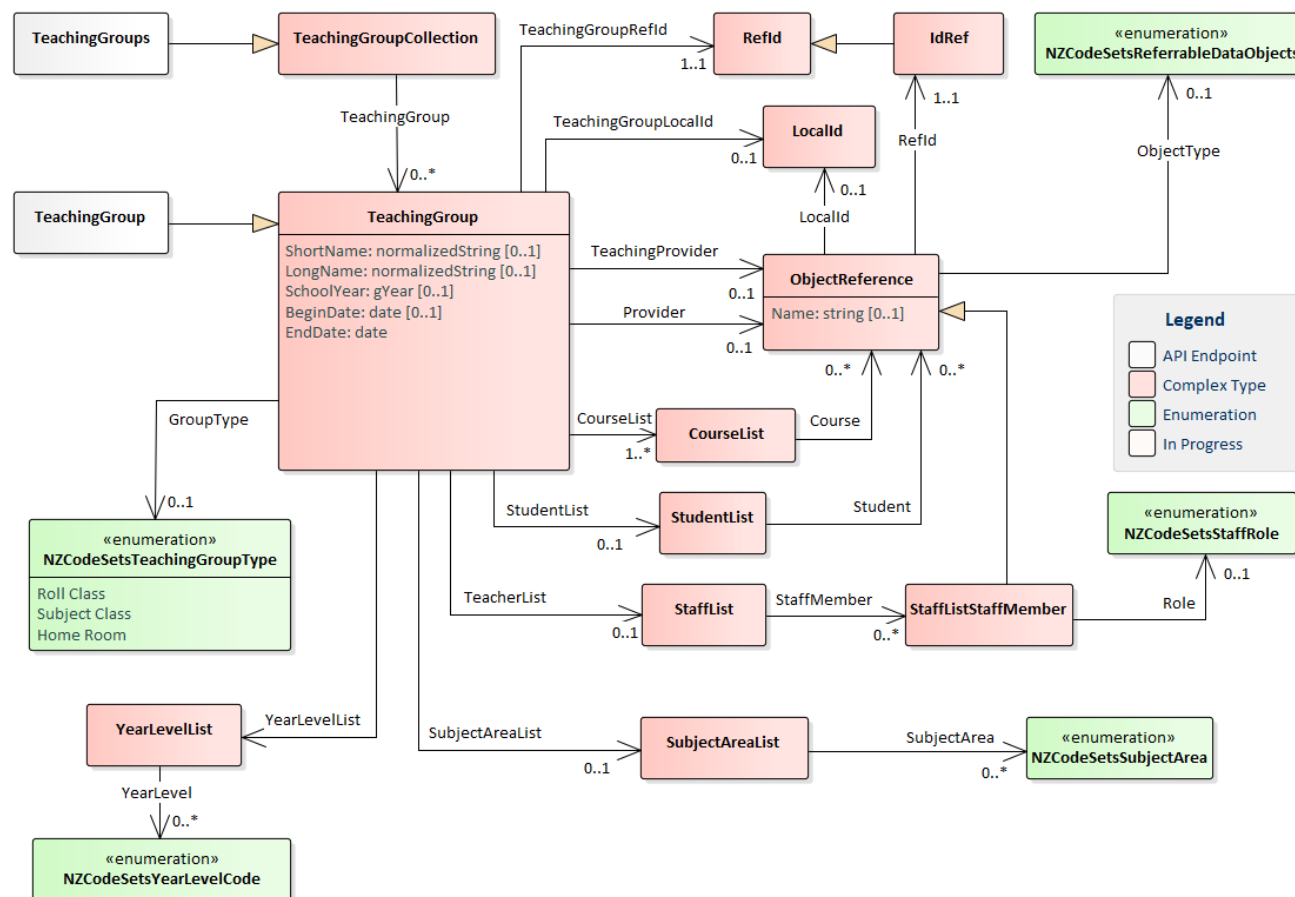 TeachingGroups
TeachingGroupCollection
TeachingGroupRefId
1..1
RefId
IdRef
«enumeration»
NZCodeSetsReferrableDataObjects
0..1
1..1
TeachingGroup
0..*
TeachingGroupLocalId
0..1
LocalId
0..1
LocalId
RefId
ObjectType
TeachingGroup
TeachingGroup
ShortName: normalizedString [0..1]
LongName: normalizedString [0..1]
SchoolYear: gYear [0..1]
BeginDate: date [0..1]
EndDate: date
TeachingProvider
0..1
Provider
0..1
ObjectReference
Name: string [0..1]
0..*
0..*
Legend
API Endpoint
Complex Type
Enumeration
In Progress
GroupType
0..1
CourseList
1..*
CourseList
Course
StudentList
0..1
StudentList
Student
«enumeration»
NZCodeSetsTeachingGroupType
Roll Class
Subject Class
Home Room
«enumeration»
NZCodeSetsStaffRole
0..1
TeacherList
0..1
StaffList
StaffMember
0..*
StaffListStaffMember
Role
YearLevelList
YearLevelList
SubjectAreaList
0..1
SubjectAreaList
SubjectArea
0..*
«enumeration»
NZCodeSetsSubjectArea
YearLevel
0..*
«enumeration»
NZCodeSetsYearLevelCode